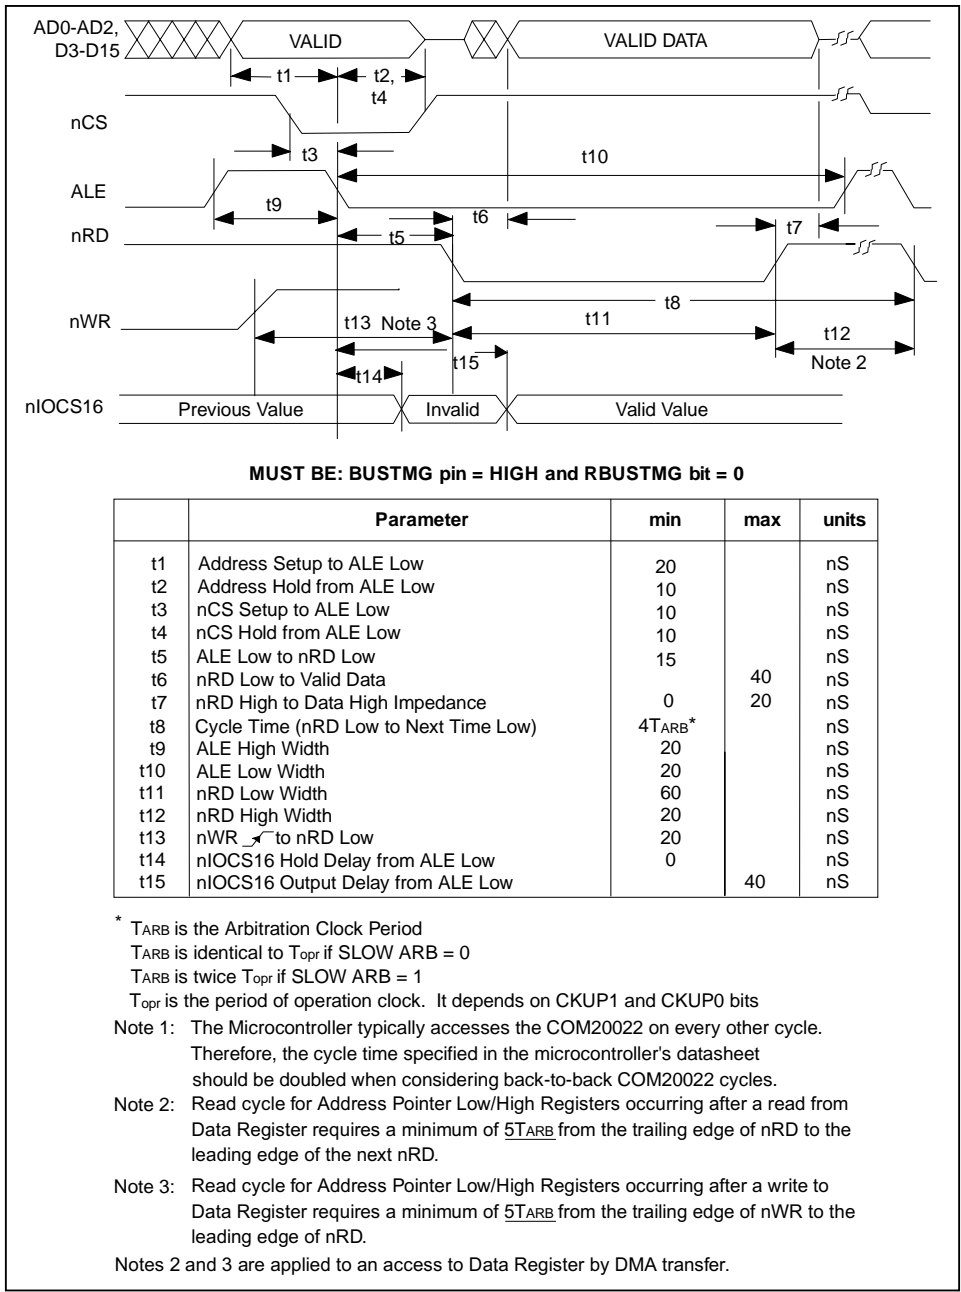 AD0-AD2,
D3-D15
VALID
VALID DATA
t1
t2,
t4
nCS
t3
t10
ALE
t9
t6
t7
nRD
t5
t8
nWR
t13 Note 3
t11
t12
Note 2
t15
t14
nIOCS16
Previous Value
Invalid
Valid Value
MUST BE: BUSTMG pin = HIGH and RBUSTMG bit = 0
Parameter min max units
t1 Address Setup to ALE Low 20 nS
t2 Address Hold from ALE Low 10 nS
t3 nCS Setup to ALE Low 10 nS
t4 nCS Hold from ALE Low 10 nS
t5 ALE Low to nRD Low 15 nS
t6 nRD Low to Valid Data 40 nS
t7 nRD High to Data High Impedance 0 20 nS
t8 Cycle Time (nRD Low to Next Time Low) 4TARB* nS
t9 ALE High Width 20 nS
t10 ALE Low Width 20 nS
t11 nRD Low Width 60 nS
t12 nRD High Width 20 nS
t13 nWR to nRD Low 20 nS
t14 nIOCS16 Hold Delay from ALE Low 0 nS
t15 nIOCS16 Output Delay from ALE Low 40 nS
* TARB is the Arbitration Clock Period
TARB is identical to Topr if SLOW ARB = 0
TARB is twice Topr if SLOW ARB = 1
Topr is the period of operation clock. It depends on CKUP1 and CKUP0 bits
Note 1: The Microcontroller typically accesses the COM20022 on every other cycle.
Therefore, the cycle time specified in the microcontroller's datasheet
should be doubled when considering back-to-back COM20022 cycles.
Note 2: Read cycle for Address Pointer Low/High Registers occurring after a read from
Data Register requires a minimum of 5TARB from the trailing edge of nRD to the
leading edge of the next nRD.
Note 3: Read cycle for Address Pointer Low/High Registers occurring after a write to
Data Register requires a minimum of 5TARB from the trailing edge of nWR to the
leading edge of nRD.
Notes 2 and 3 are applied to an access to Data Register by DMA transfer.